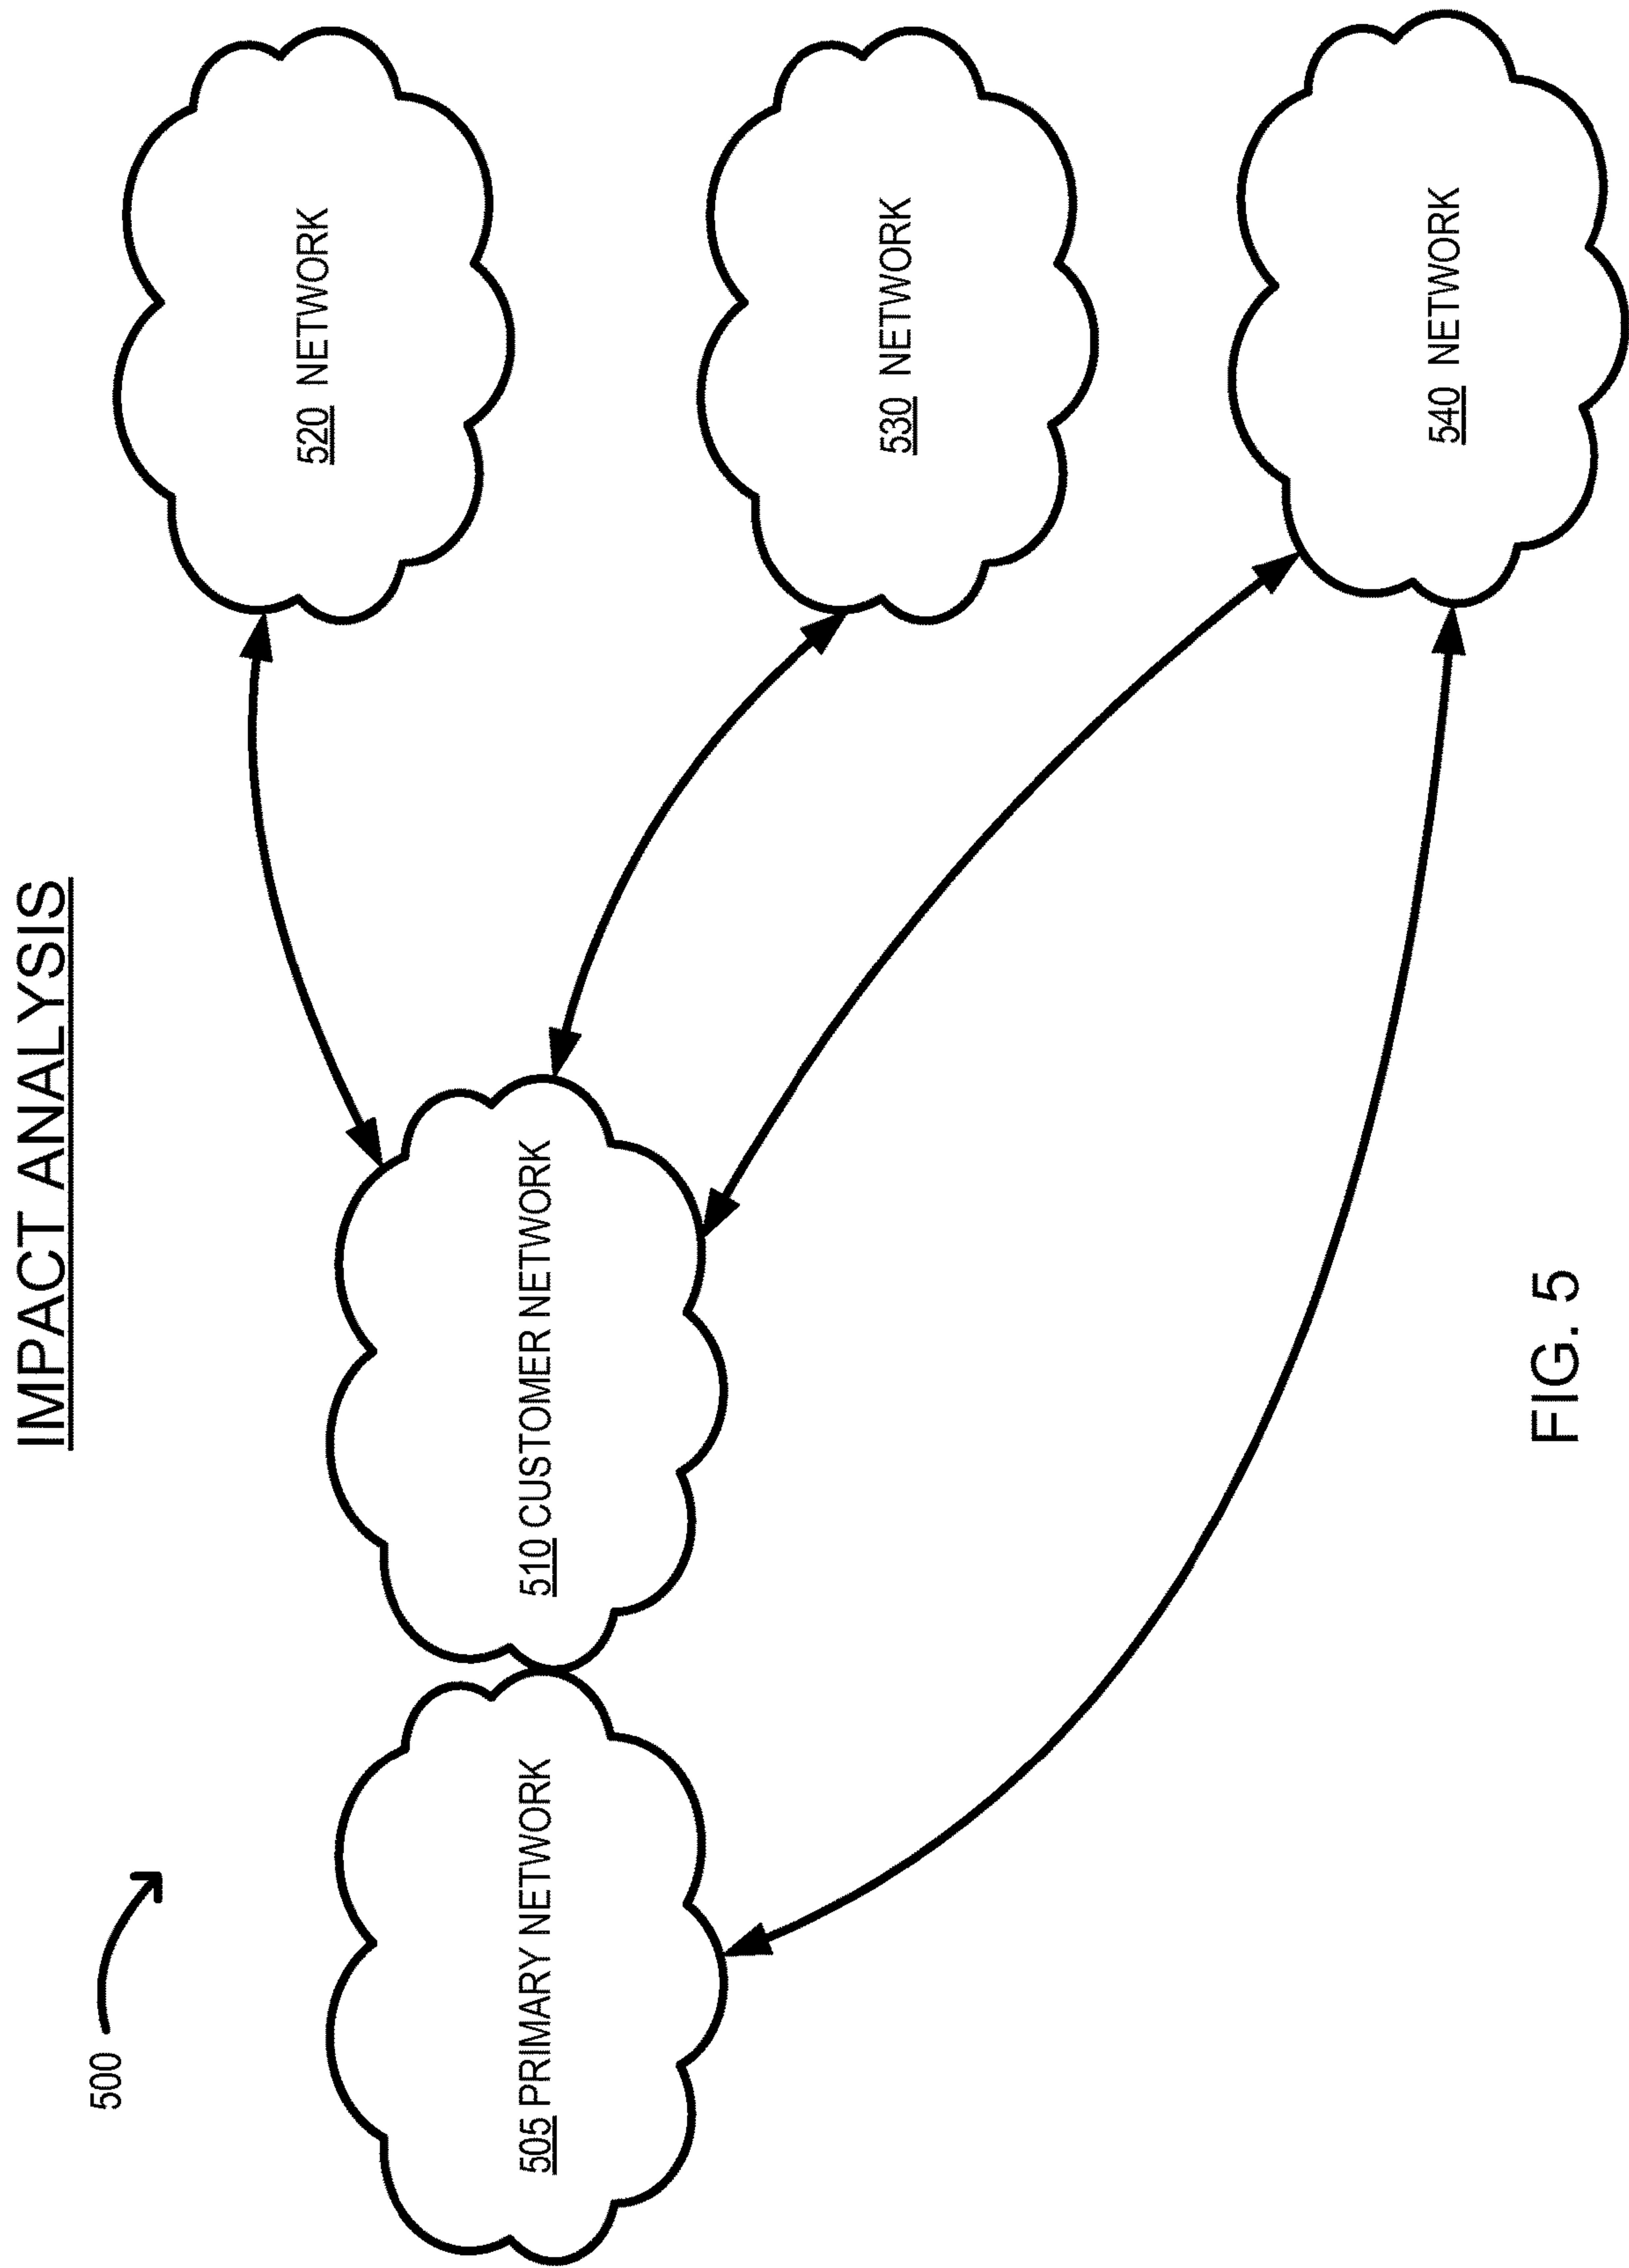 IMPACT ANALYSIS
500
505 PRIMARY NETWORK
510 CUSTOMER NETWORK
520 NETWORK
530 NETWORK
540 NETWORK
FIG. 5